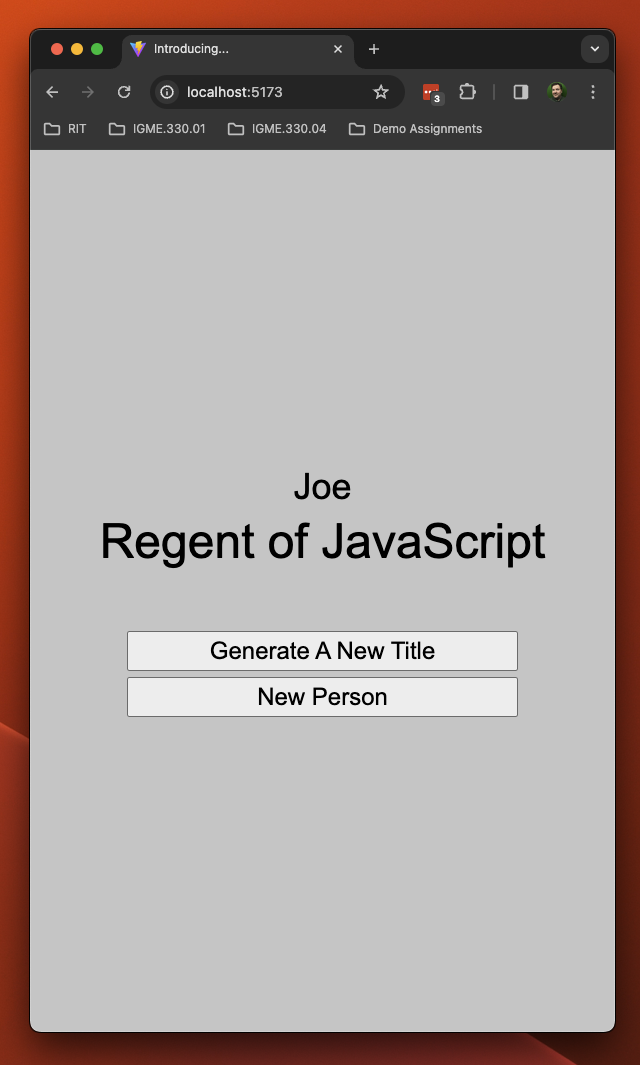 Introducing...
localhost:5173
3
RIT IGME.330.01 IGME.330.04 Demo Assignments
Joe
Regent of JavaScript
Generate A New Title
New Person